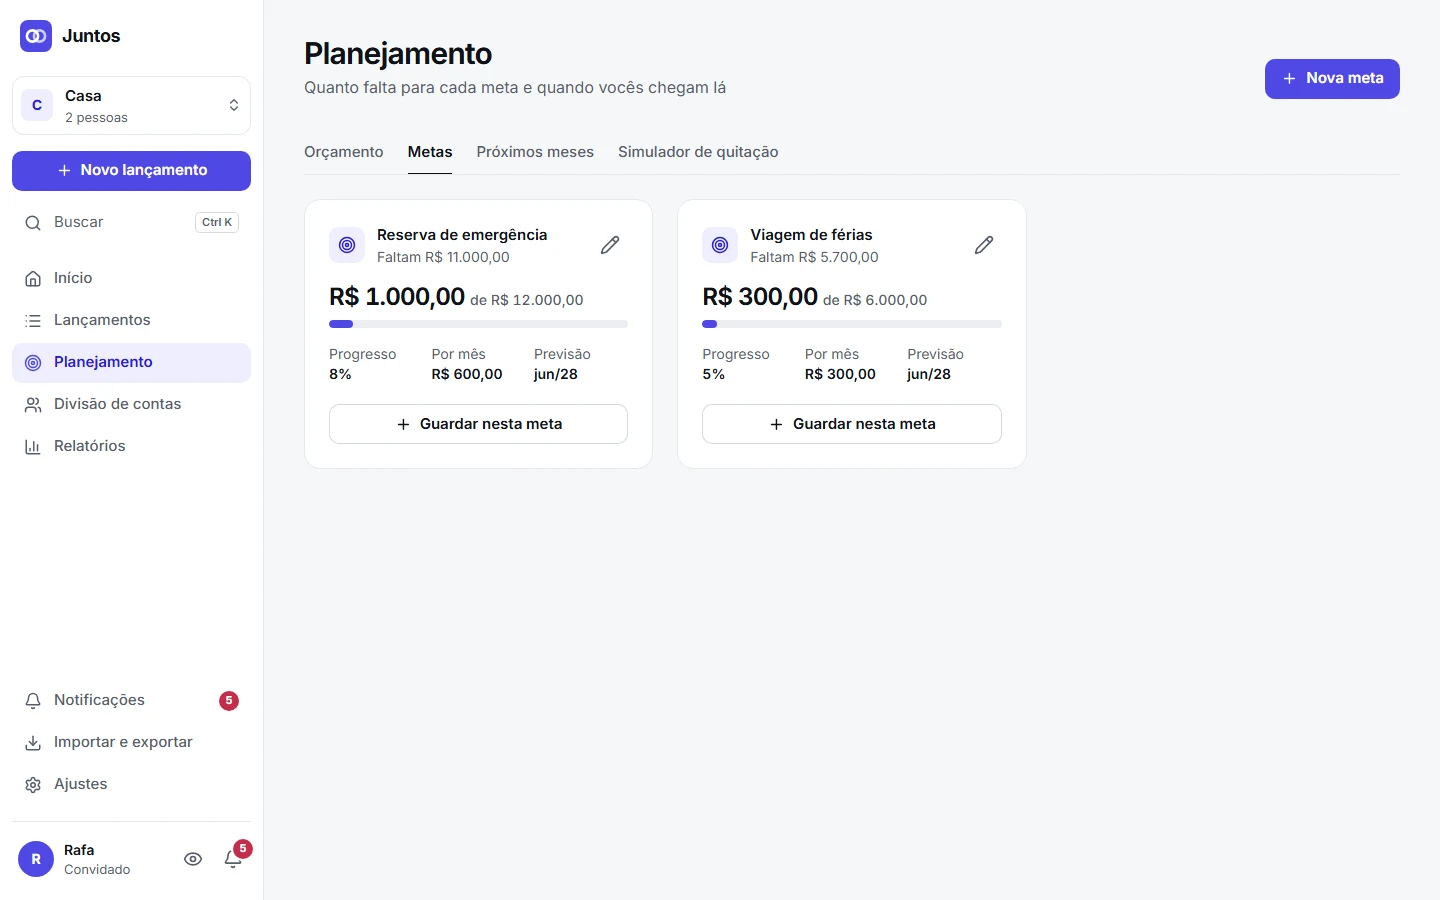 Juntos
C
Casa
2 pessoas
Novo lançamento
Buscar
Ctrl K
Início
Lançamentos
Planejamento
Divisão de contas
Relatórios
Notificações
5
Importar e exportar
Ajustes
R
Rafa
Convidado
5
Planejamento
Quanto falta para cada meta e quando vocês chegam lá
Nova meta
Orçamento
Metas
Próximos meses
Simulador de quitação
Reserva de emergência
Faltam R$ 11.000,00
R$ 1.000,00 de R$ 12.000,00
Progresso
Por mês
Previsão
8%
R$ 600,00
jun/28
Guardar nesta meta
Viagem de férias
Faltam R$ 5.700,00
R$ 300,00 de R$ 6.000,00
Progresso
Por mês
Previsão
5%
R$ 300,00
jun/28
Guardar nesta meta